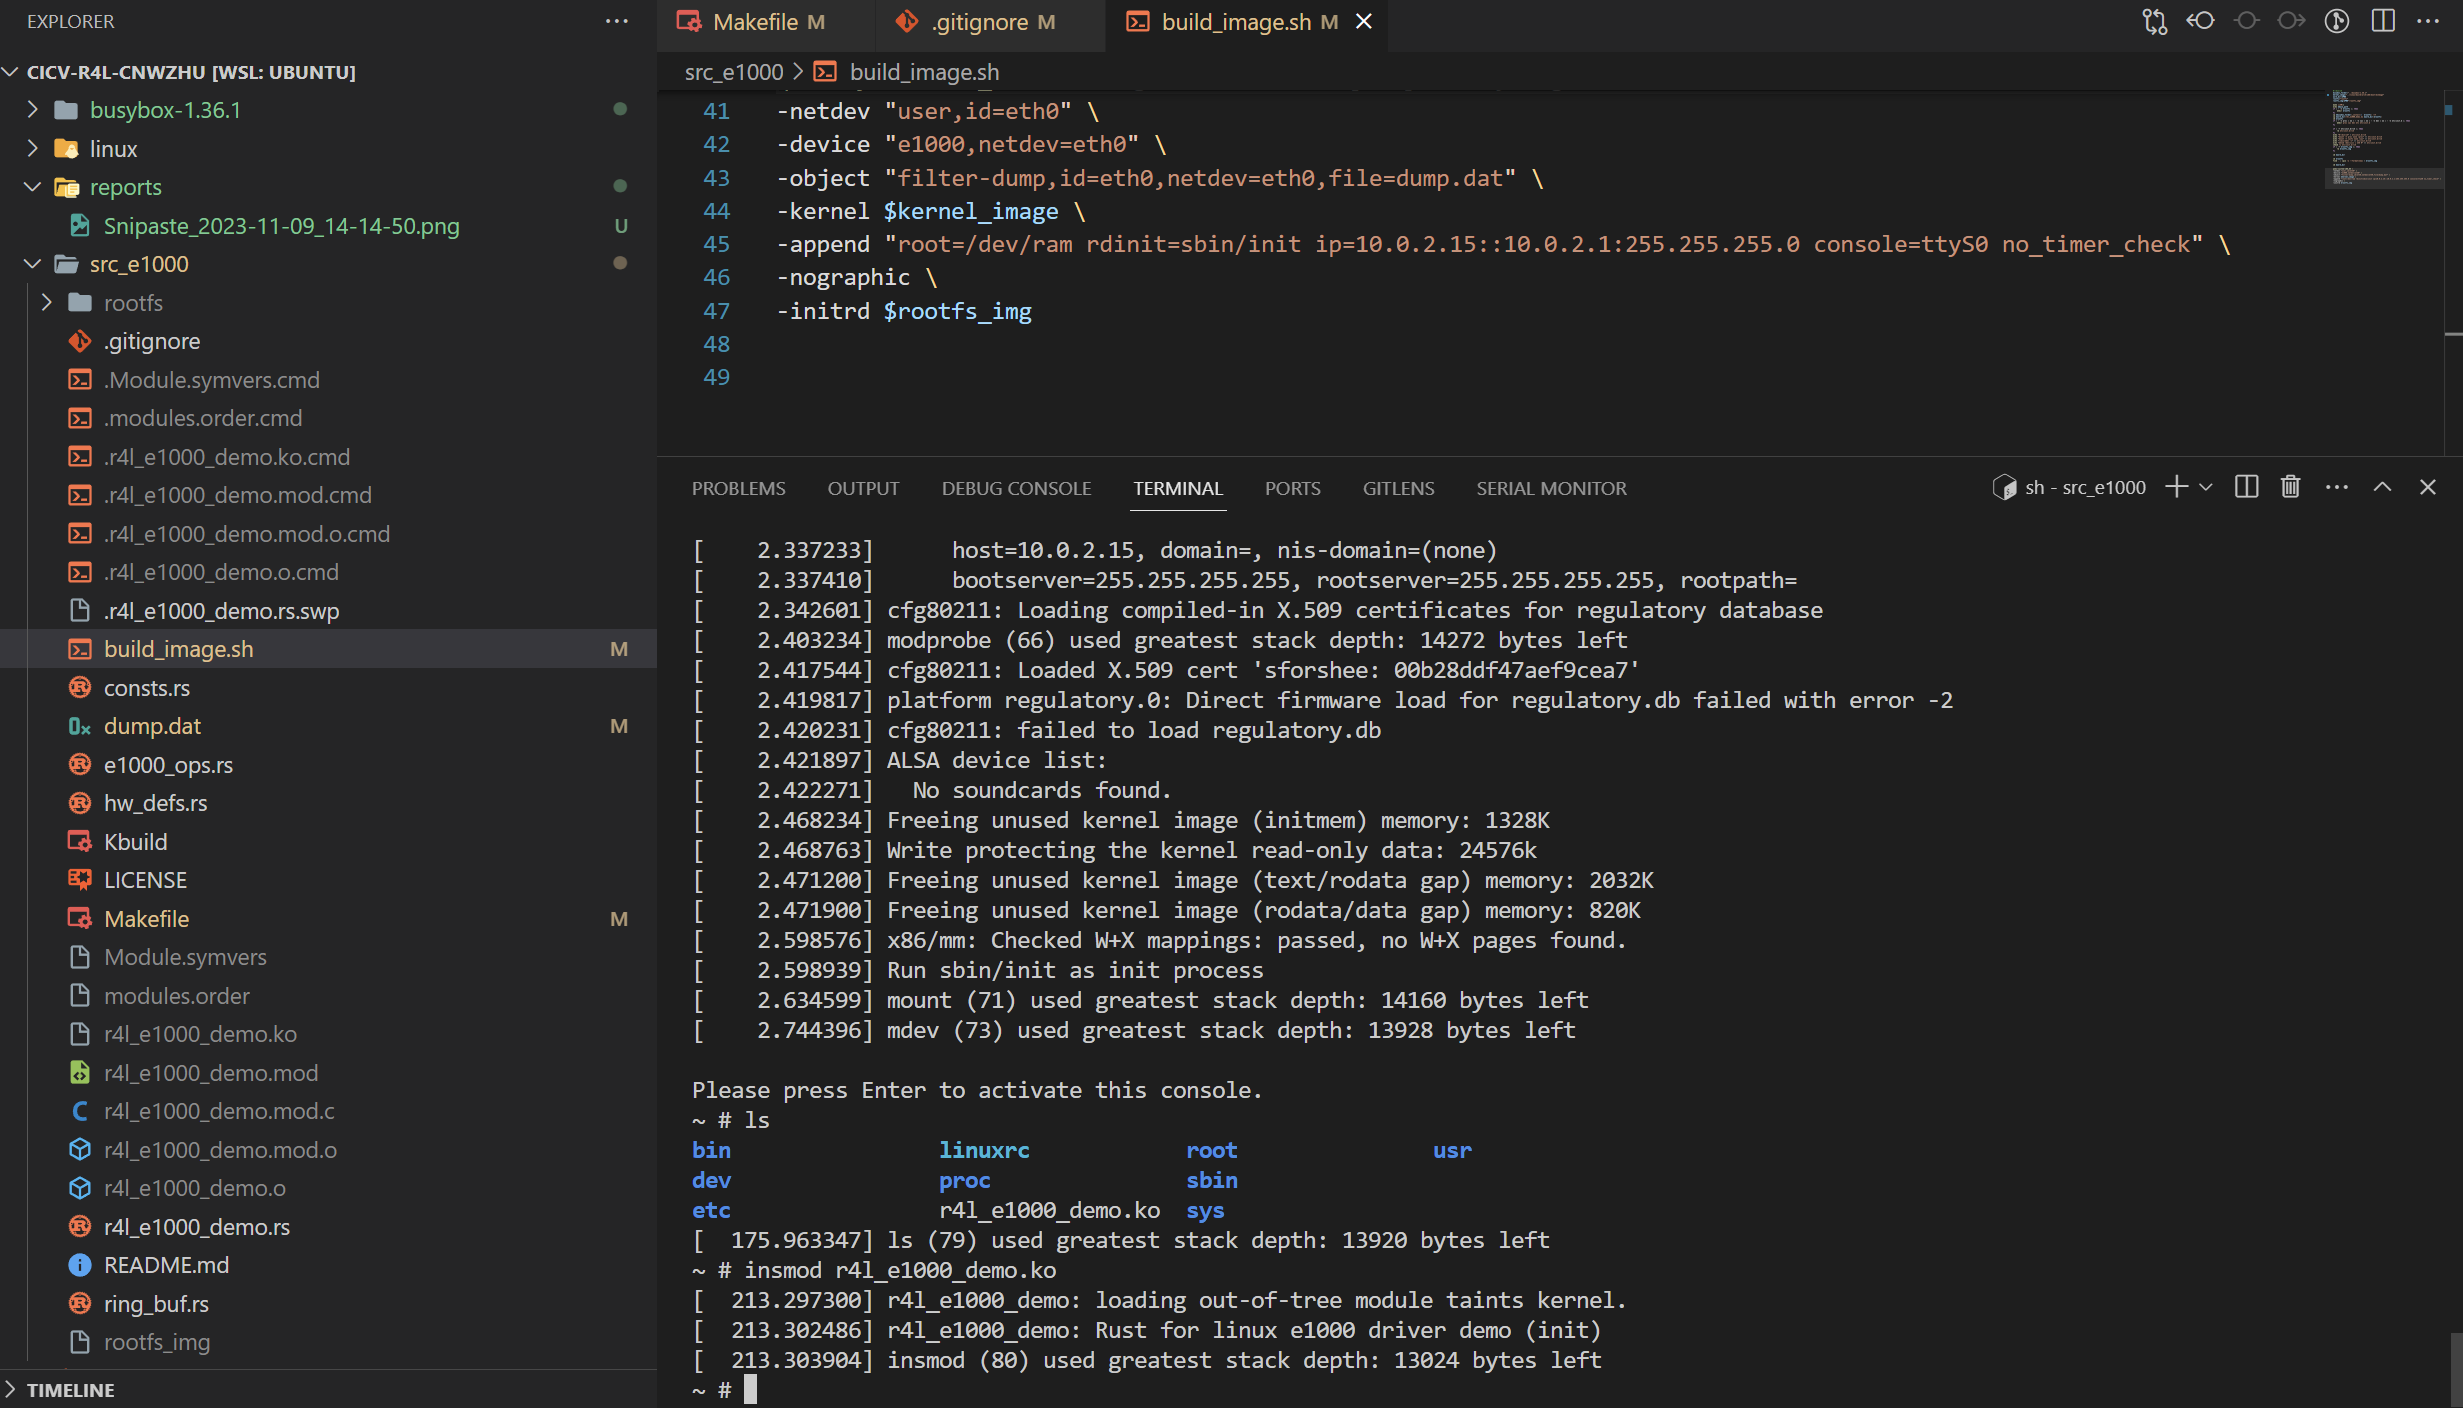 EXPLORER
CICV-R4L-CNWZHU [WSL: UBUNTU]
busybox-1.36.1
linux
reports
Snipaste_2023-11-09_14-14-50.png U
src_e1000
rootfs
.gitignore
.Module.symvers.cmd
.modules.order.cmd
.r4l_e1000_demo.ko.cmd
.r4l_e1000_demo.mod.cmd
.r4l_e1000_demo.mod.o.cmd
.r4l_e1000_demo.o.cmd
.r4l_e1000_demo.rs.swp
build_image.sh M
consts.rs
dump.dat M
e1000_ops.rs
hw_defs.rs
Kbuild
LICENSE
Makefile M
Module.symvers
modules.order
r4l_e1000_demo.ko
r4l_e1000_demo.mod
r4l_e1000_demo.mod.c
r4l_e1000_demo.mod.o
r4l_e1000_demo.o
r4l_e1000_demo.rs
README.md
ring_buf.rs
rootfs_img
TIMELINE
Makefile M .gitignore M build_image.sh M
src_e1000 > build_image.sh
41 -netdev "user,id=eth0" \
42 -device "e1000,netdev=eth0" \
43 -object "filter-dump,id=eth0,netdev=eth0,file=dump.dat" \
44 -kernel $kernel_image \
45 -append "root=/dev/ram rdinit=sbin/init ip=10.0.2.15::10.0.2.1:255.255.255.0 console=ttyS0 no_timer_check" \
46 -nographic \
47 -initrd $rootfs_img
48
49
PROBLEMS OUTPUT DEBUG CONSOLE TERMINAL PORTS GITLENS SERIAL MONITOR sh - src_e1000
[    2.337233]      host=10.0.2.15, domain=, nis-domain=(none)
[    2.337410]      bootserver=255.255.255.255, rootserver=255.255.255.255, rootpath=
[    2.342601] cfg80211: Loading compiled-in X.509 certificates for regulatory database
[    2.403234] modprobe (66) used greatest stack depth: 14272 bytes left
[    2.417544] cfg80211: Loaded X.509 cert 'sforshee: 00b28ddf47aef9cea7'
[    2.419817] platform regulatory.0: Direct firmware load for regulatory.db failed with error -2
[    2.420231] cfg80211: failed to load regulatory.db
[    2.421897] ALSA device list:
[    2.422271]   No soundcards found.
[    2.468234] Freeing unused kernel image (initmem) memory: 1328K
[    2.468763] Write protecting the kernel read-only data: 24576k
[    2.471200] Freeing unused kernel image (text/rodata gap) memory: 2032K
[    2.471900] Freeing unused kernel image (rodata/data gap) memory: 820K
[    2.598576] x86/mm: Checked W+X mappings: passed, no W+X pages found.
[    2.598939] Run sbin/init as init process
[    2.634599] mount (71) used greatest stack depth: 14160 bytes left
[    2.744396] mdev (73) used greatest stack depth: 13928 bytes left
Please press Enter to activate this console.
~ # ls
bin linuxrc root usr
dev proc sbin
etc r4l_e1000_demo.ko sys
[  175.963347] ls (79) used greatest stack depth: 13920 bytes left
~ # insmod r4l_e1000_demo.ko
[  213.297300] r4l_e1000_demo: loading out-of-tree module taints kernel.
[  213.302486] r4l_e1000_demo: Rust for linux e1000 driver demo (init)
[  213.303904] insmod (80) used greatest stack depth: 13024 bytes left
~ #